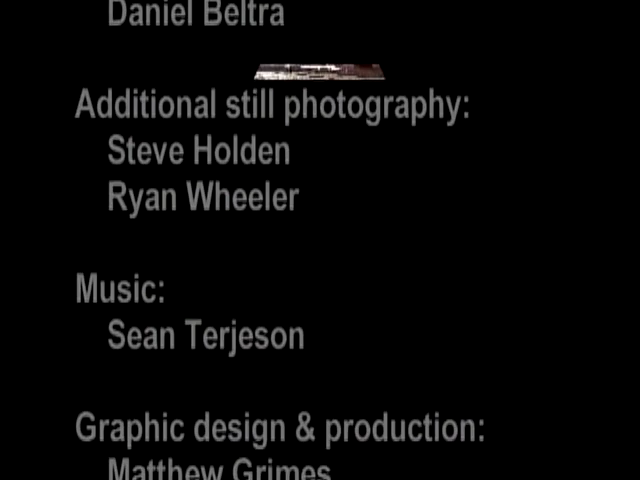 Daniel Beltra
Additional still photography:
Steve Holden
Ryan Wheeler
Music:
Sean Terjeson
Graphic design & production:
Matthew Grimes